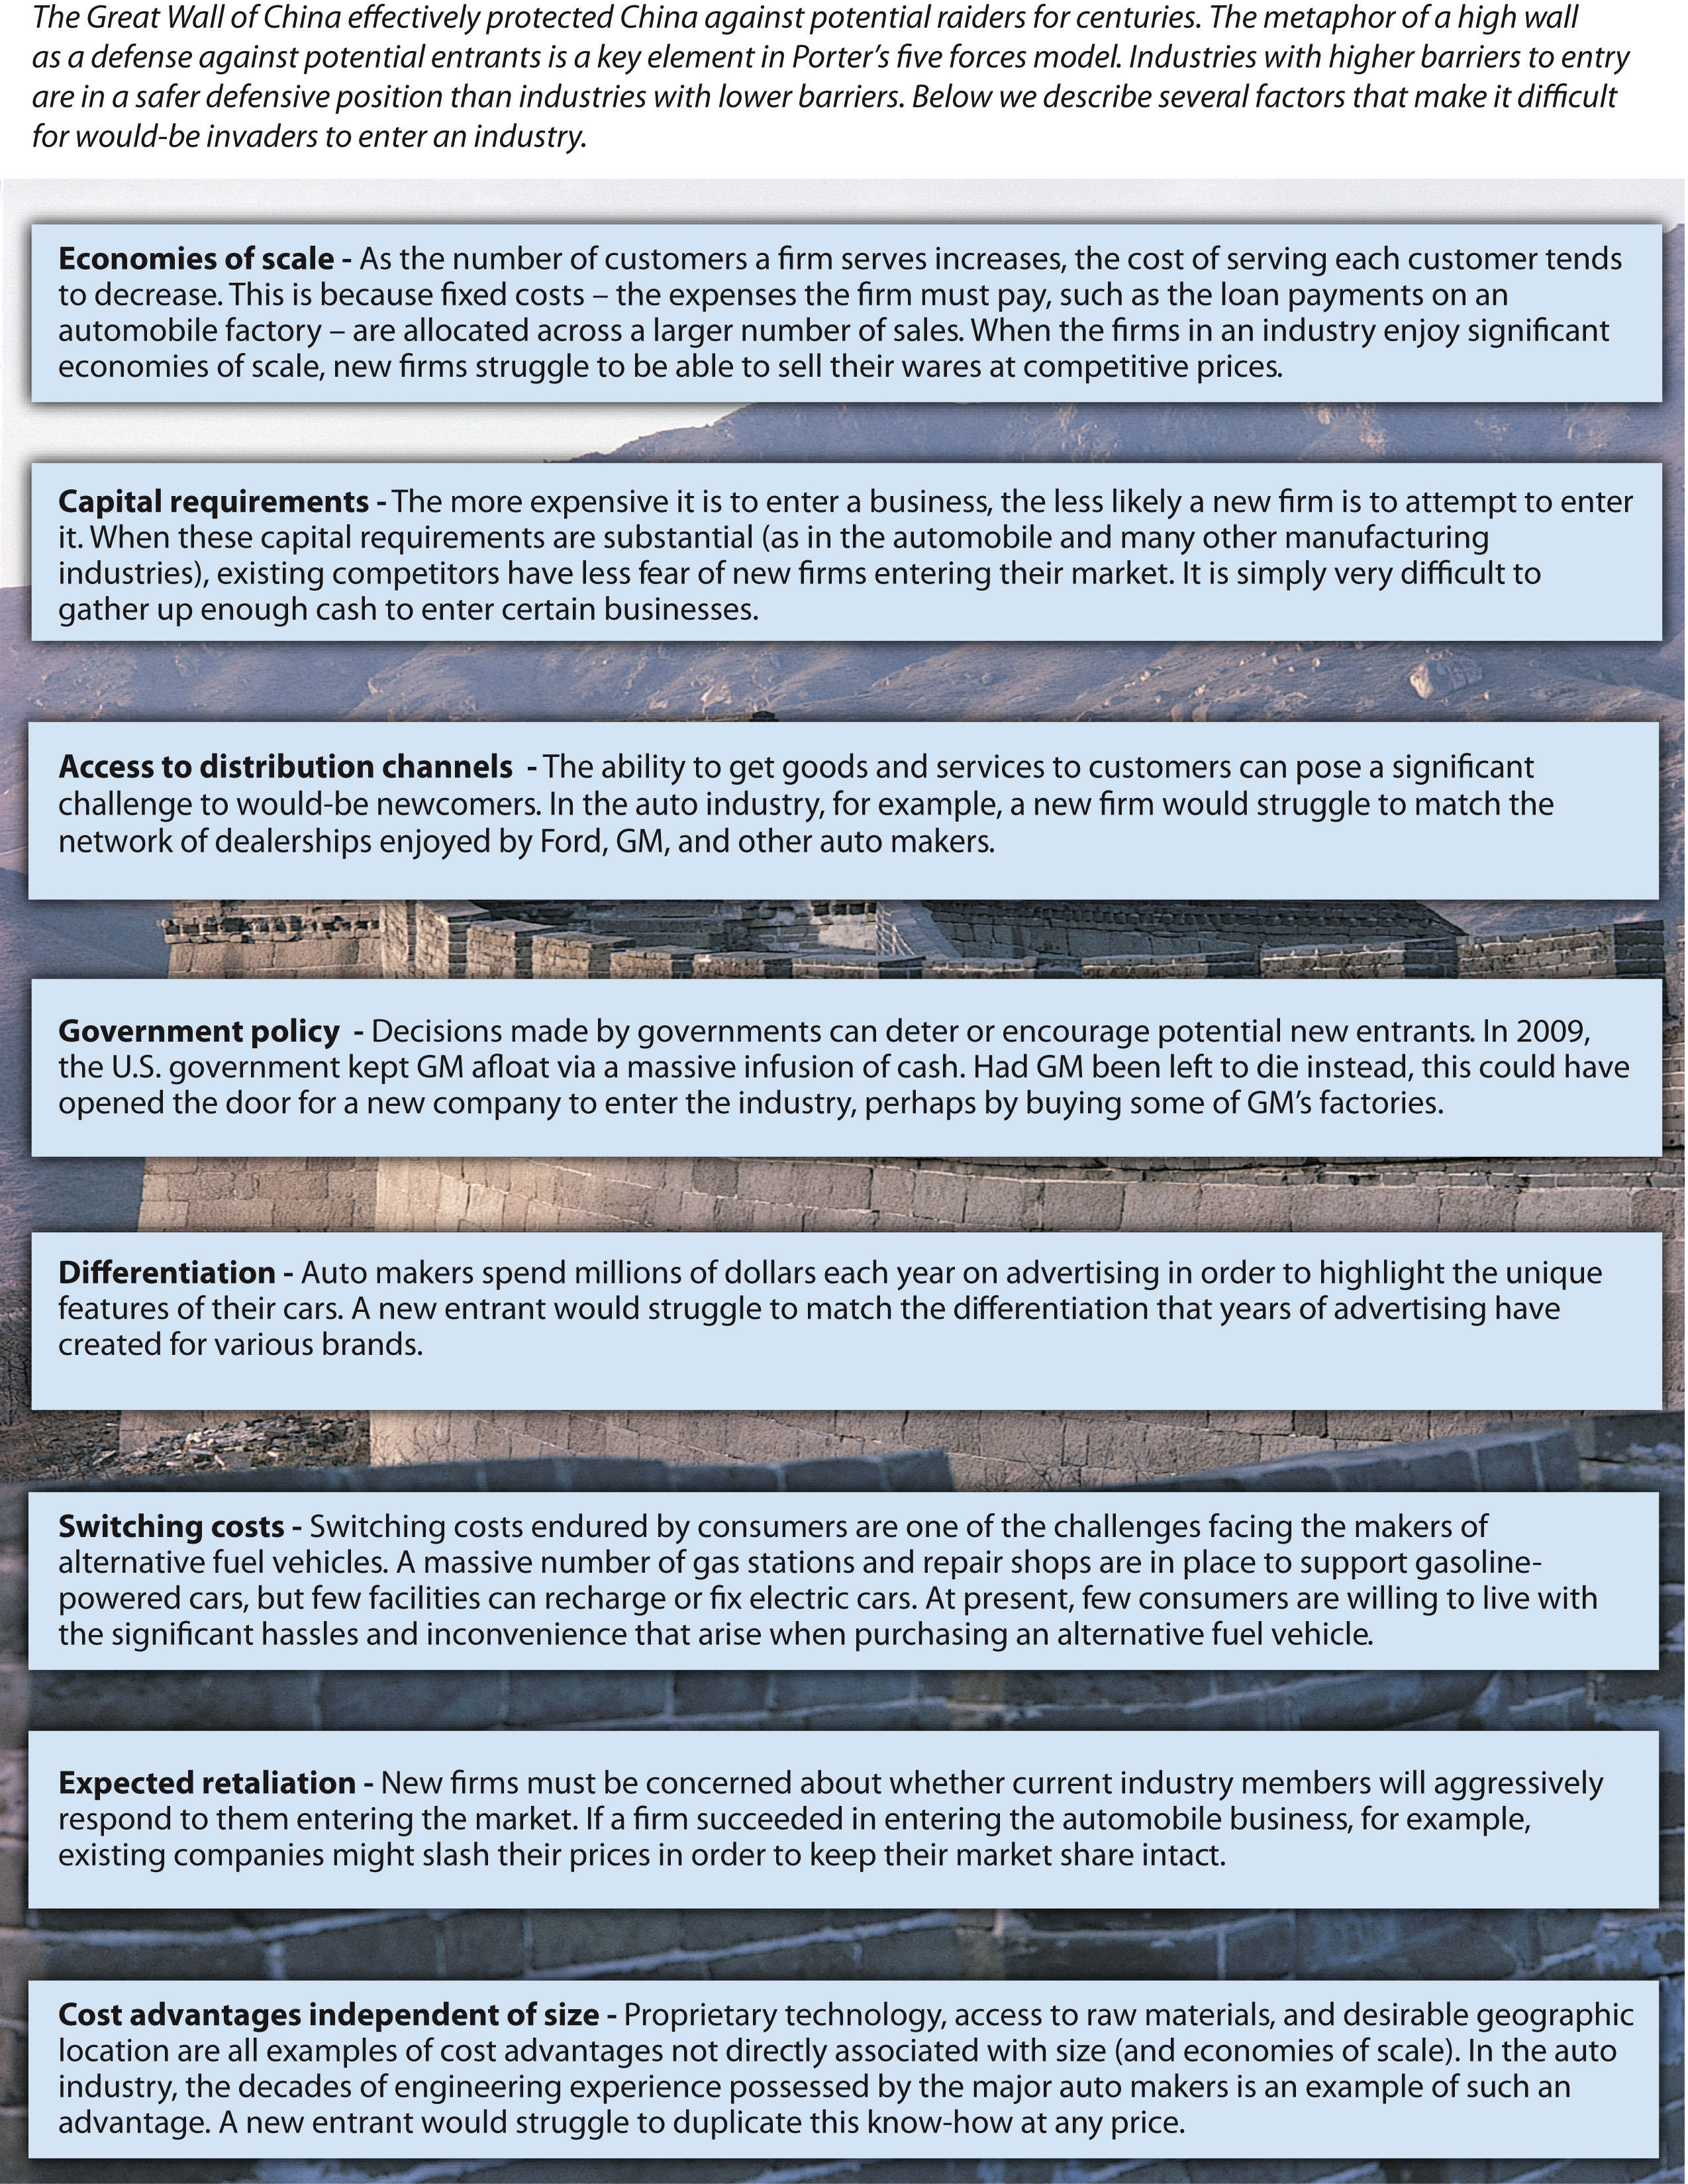 The Great Wall of China effectively protected China against potential raiders for centuries. The metaphor of a high wall
as a defense against potential entrants is a key element in Porter’s five forces model. Industries with higher barriers to entry
are in a safer defensive position than industries with lower barriers. Below we describe several factors that make it difficult
for would-be invaders to enter an industry.
Economies of scale - As the number of customers a firm serves increases, the cost of serving each customer tends
to decrease. This is because fixed costs – the expenses the firm must pay, such as the loan payments on an
automobile factory – are allocated across a larger number of sales. When the firms in an industry enjoy significant
economies of scale, new firms struggle to be able to sell their wares at competitive prices.
Capital requirements - The more expensive it is to enter a business, the less likely a new firm is to attempt to enter
it. When these capital requirements are substantial (as in the automobile and many other manufacturing
industries), existing competitors have less fear of new firms entering their market. It is simply very difficult to
gather up enough cash to enter certain businesses.
Access to distribution channels - The ability to get goods and services to customers can pose a significant
challenge to would-be newcomers. In the auto industry, for example, a new firm would struggle to match the
network of dealerships enjoyed by Ford, GM, and other auto makers.
Government policy - Decisions made by governments can deter or encourage potential new entrants. In 2009,
the U.S. government kept GM afloat via a massive infusion of cash. Had GM been left to die instead, this could have
opened the door for a new company to enter the industry, perhaps by buying some of GM’s factories.
Differentiation - Auto makers spend millions of dollars each year on advertising in order to highlight the unique
features of their cars. A new entrant would struggle to match the differentiation that years of advertising have
created for various brands.
Switching costs - Switching costs endured by consumers are one of the challenges facing the makers of
alternative fuel vehicles. A massive number of gas stations and repair shops are in place to support gasoline-
powered cars, but few facilities can recharge or fix electric cars. At present, few consumers are willing to live with
the significant hassles and inconvenience that arise when purchasing an alternative fuel vehicle.
Expected retaliation - New firms must be concerned about whether current industry members will aggressively
respond to them entering the market. If a firm succeeded in entering the automobile business, for example,
existing companies might slash their prices in order to keep their market share intact.
Cost advantages independent of size - Proprietary technology, access to raw materials, and desirable geographic
location are all examples of cost advantages not directly associated with size (and economies of scale). In the auto
industry, the decades of engineering experience possessed by the major auto makers is an example of such an
advantage. A new entrant would struggle to duplicate this know-how at any price.